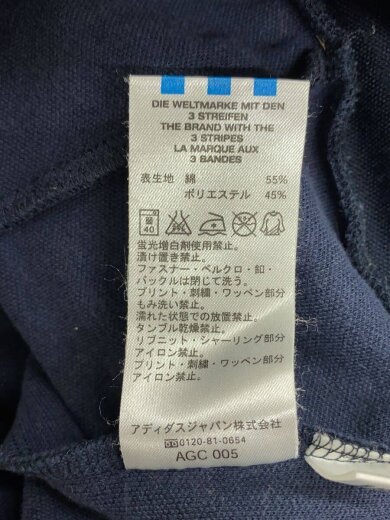 DIE WELTMARKE MIT DEN
3 STREIFEN
THE BRAND WITH THE
3 STRIPES
LA MARQUE AUX
3 BANDES
表生地 綿 55%
ポリエステル 45%
40
蛍光増白剤使用禁止。
漬け置き禁止。
ファスナー・ベルクロ・釦・
バックルは閉じて洗う。
プリント・刺繍・ワッペン部分
もみ洗い禁止。
濡れた状態での放置禁止。
タンブル乾燥禁止。
リブニット・シャーリング部分
アイロン禁止。
プリント・刺繍・ワッペン部分
アイロン禁止。
アディダスジャパン株式会社
0120-81-0654
AGC 005